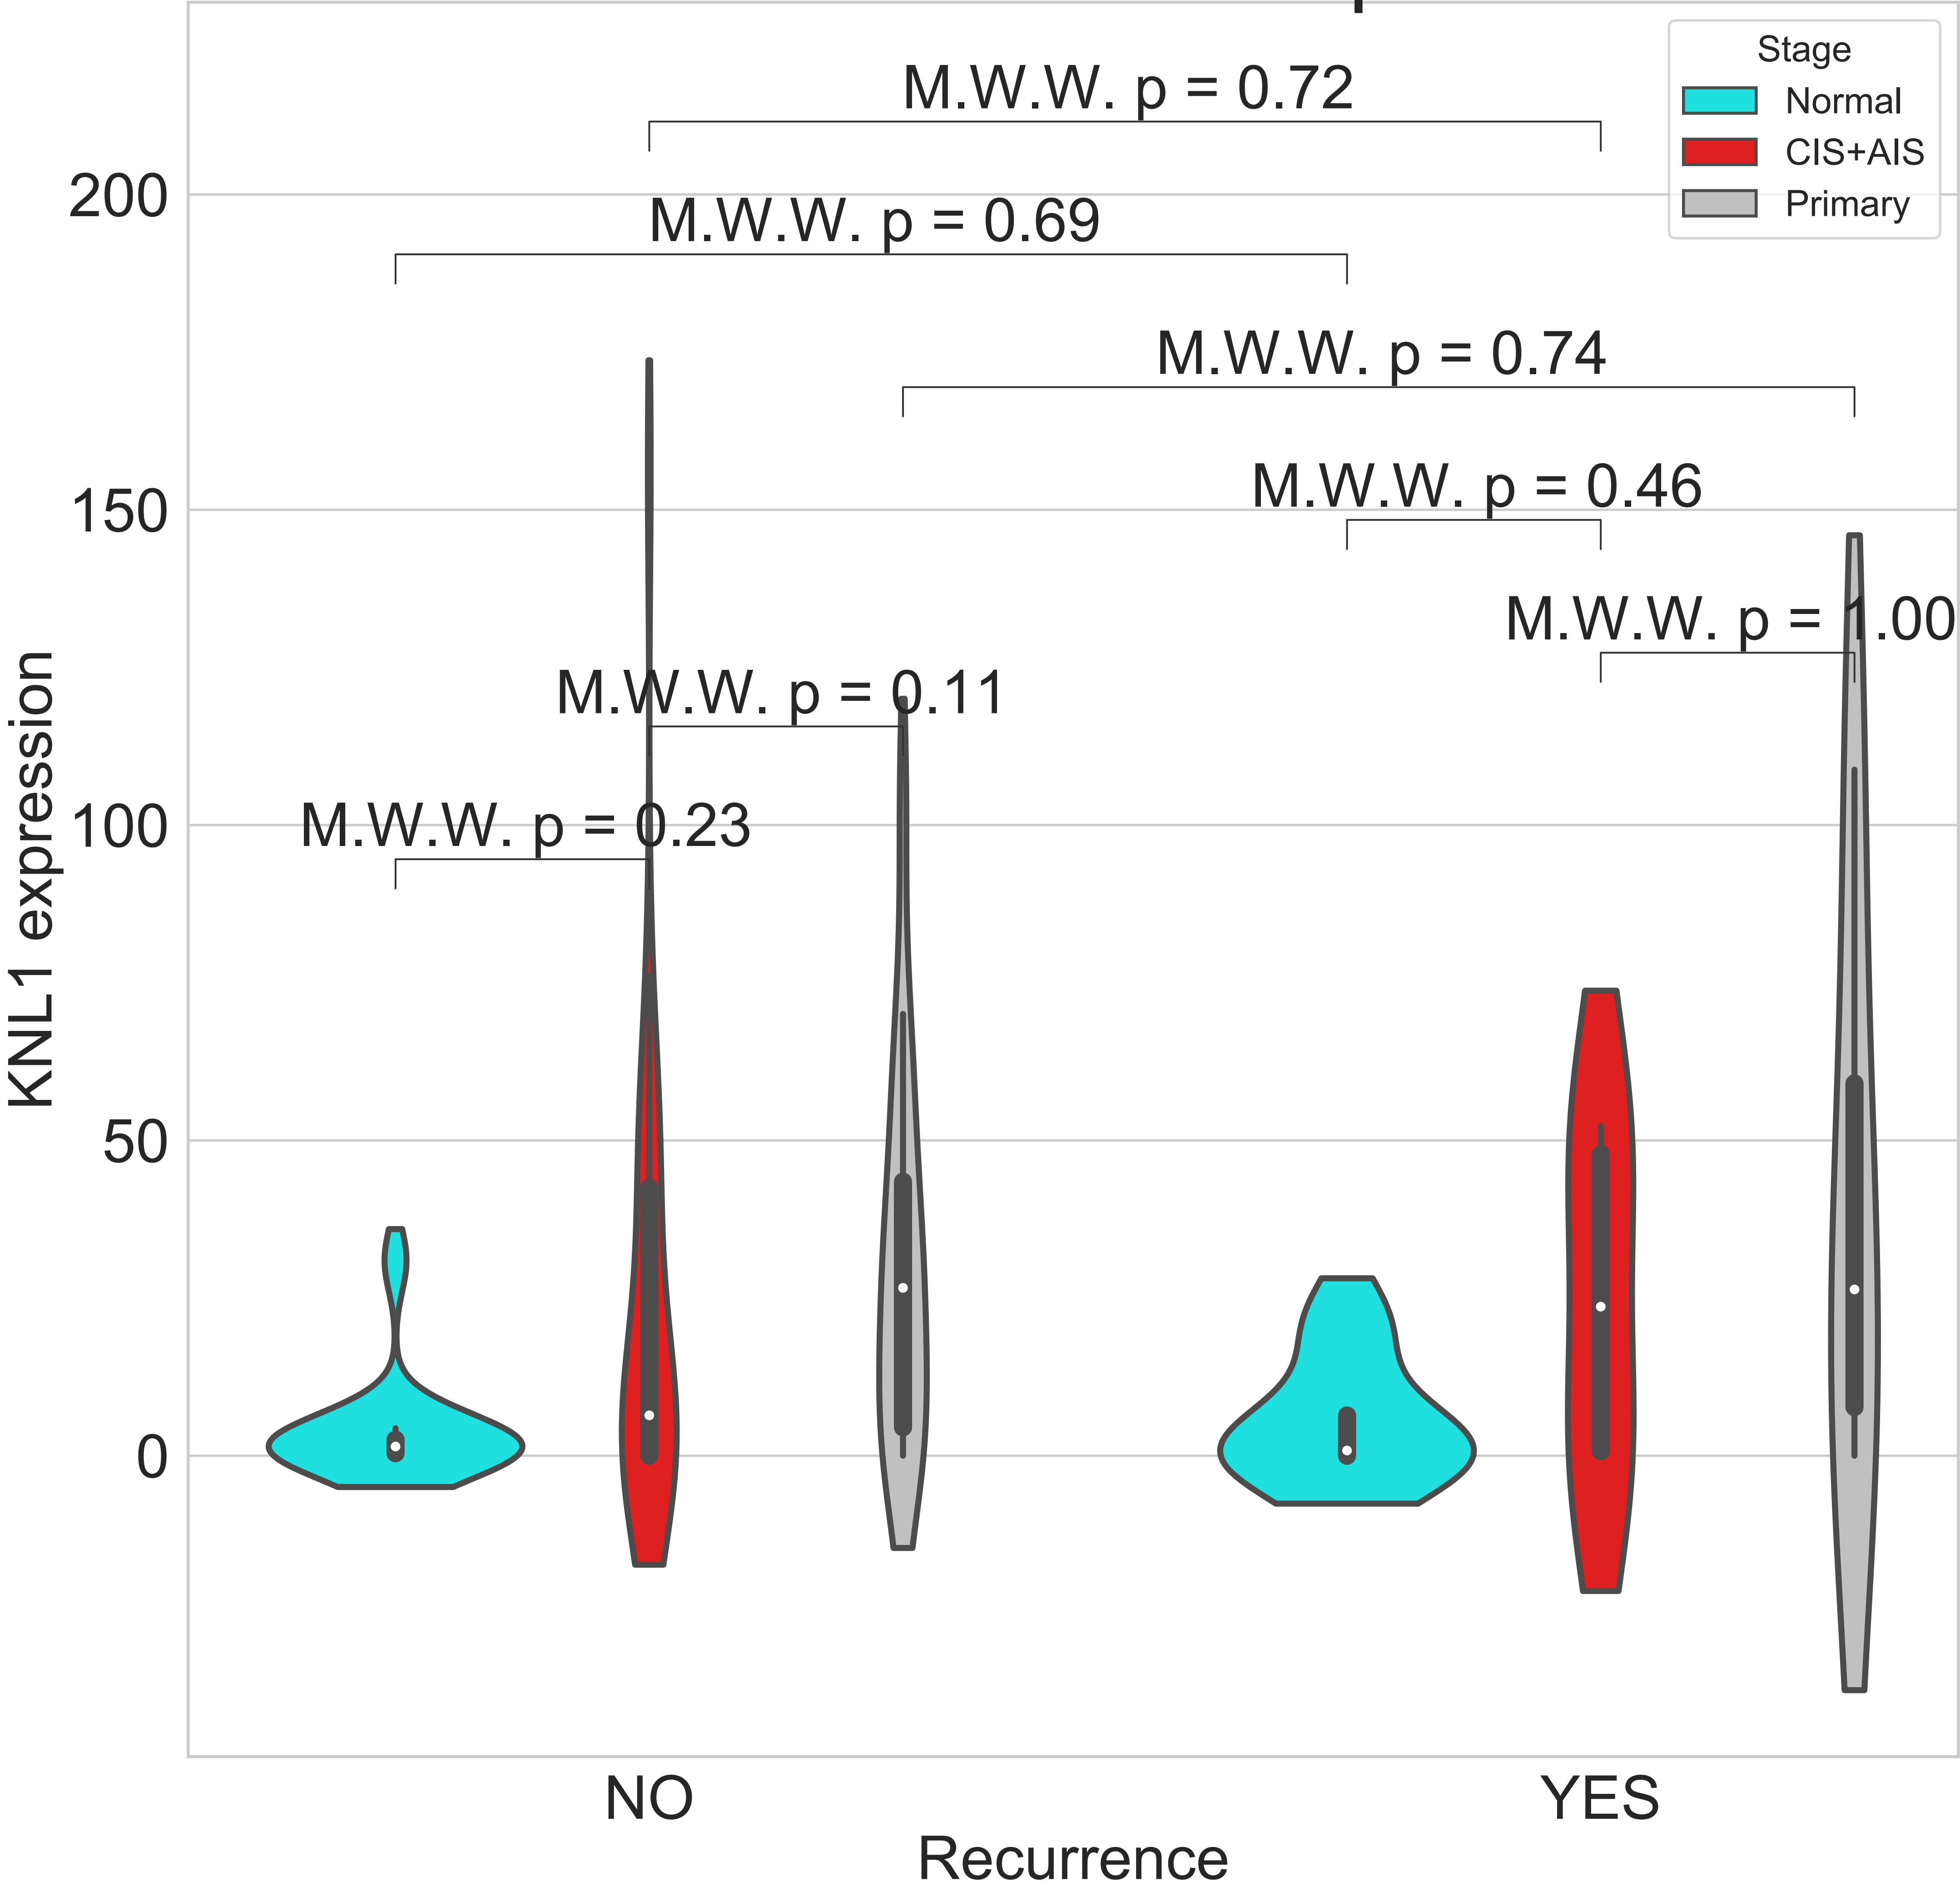 Stage
Normal
CIS+AIS
Primary
M.W.W. p = 0.72
M.W.W. p = 0.69
M.W.W. p = 0.74
M.W.W. p = 0.46
M.W.W. p = 1.00
M.W.W. p = 0.11
M.W.W. p = 0.23
KNL1 expression
200
150
100
50
0
NO YES
Recurrence